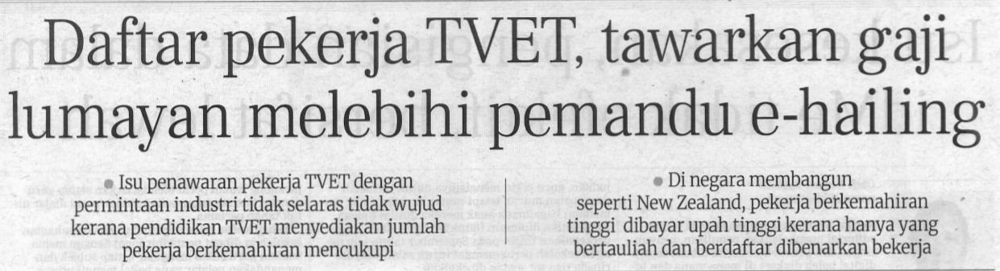 Daftar pekerja TVET, tawarkan gaji
lumayan melebihi pemandu e-hailing
● Isu penawaran pekerja TVET dengan
permintaan industri tidak selaras tidak wujud
kerana pendidikan TVET menyediakan jumlah
pekerja berkemahiran mencukupi
● Di negara membangun
seperti New Zealand, pekerja berkemahiran
tinggi dibayar upah tinggi kerana hanya yang
bertauliah dan berdaftar dibenarkan bekerja